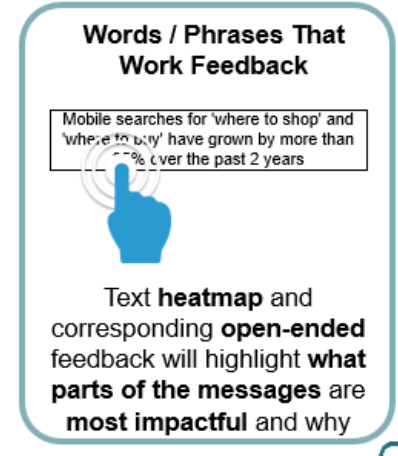 Words / Phrases That
Work Feedback
Mobile searches for 'where to shop' and
'where to buy' have grown by more than
% over the past 2 years
Text heatmap and
corresponding open-ended
feedback will highlight what
parts of the messages are
most impactful and why